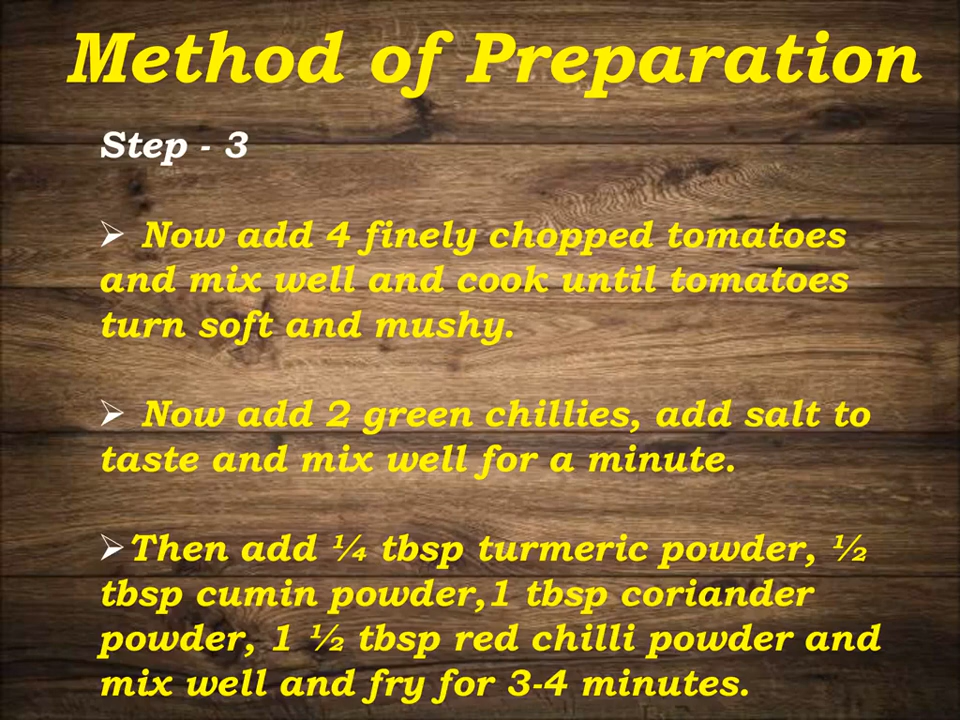 Method of Preparation
Step - 3
➢ Now add 4 finely chopped tomatoes
and mix well and cook until tomatoes
turn soft and mushy.
➢ Now add 2 green chillies, add salt to
taste and mix well for a minute.
➢Then add ¼ tbsp turmeric powder, ½
tbsp cumin powder,1 tbsp coriander
powder, 1 ½ tbsp red chilli powder and
mix well and fry for 3-4 minutes.